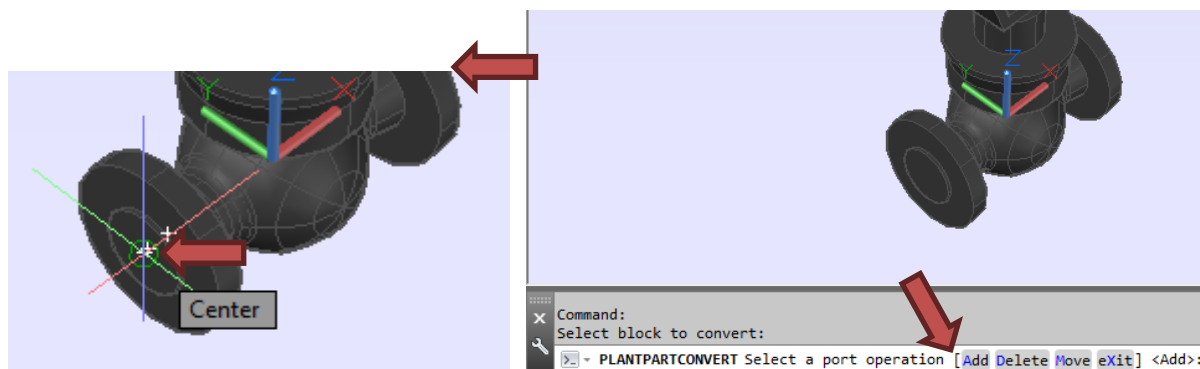 Y
Z
X
Center
Y
Z
X
Command:
Select block to convert:
PLANTPARTCONVERT Select a port operation [Add Delete Move eXit] <Add>: